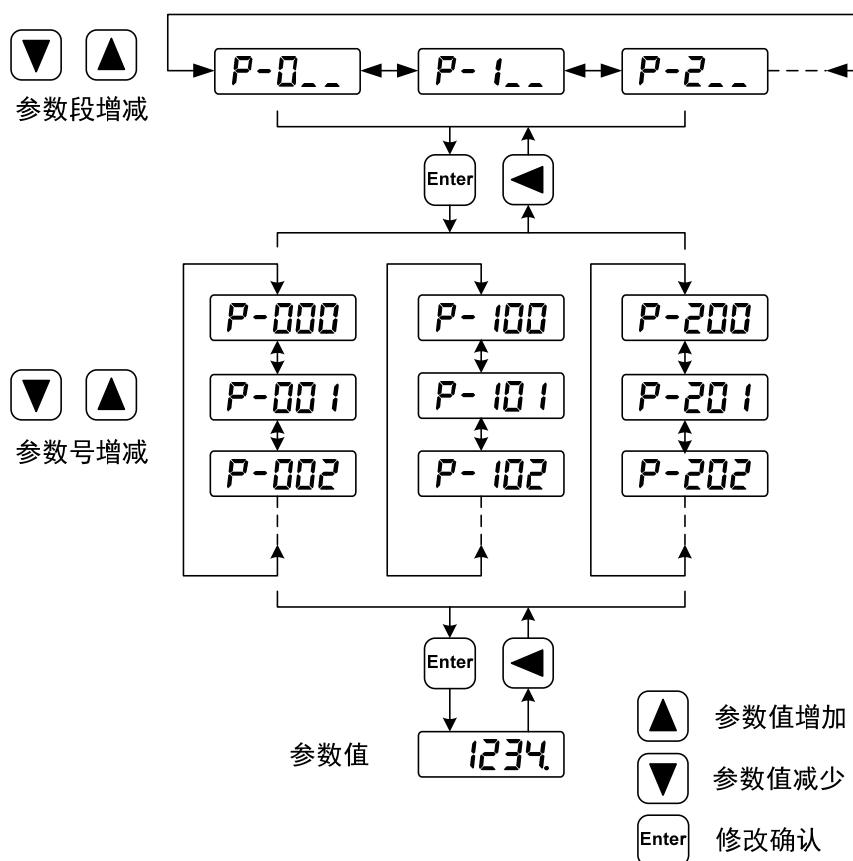 P-0__ P-1__ P-2__
参数段增减
Enter
P-000 P-100 P-200
P-001 P-101 P-201
参数号增减
P-002 P-102 P-202
Enter
参数值 1234.
参数值增加
参数值减少
Enter 修改确认